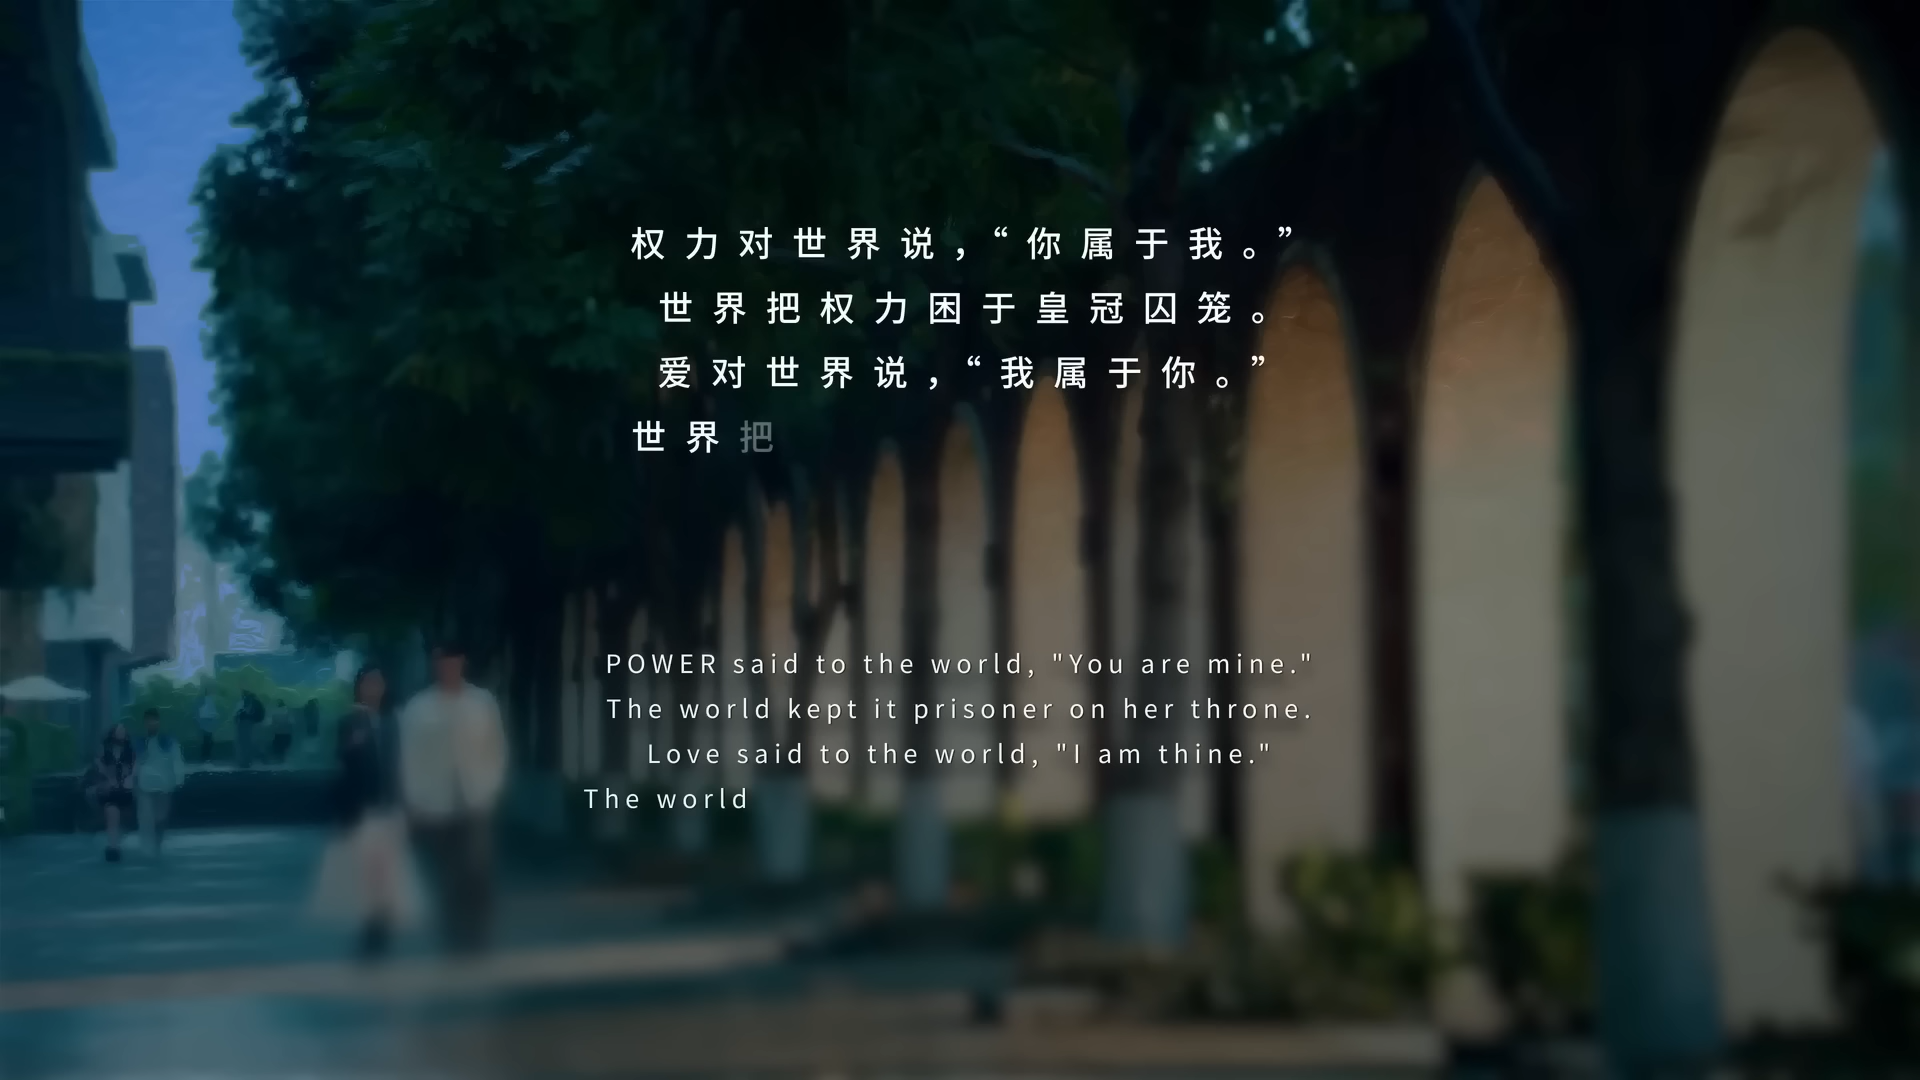 权力对世界说，“你属于我。”
世界把权力困于皇冠囚笼。
爱对世界说，“我属于你。”
世界把
POWER said to the world, "You are mine."
The world kept it prisoner on her throne.
Love said to the world, "I am thine."
The world